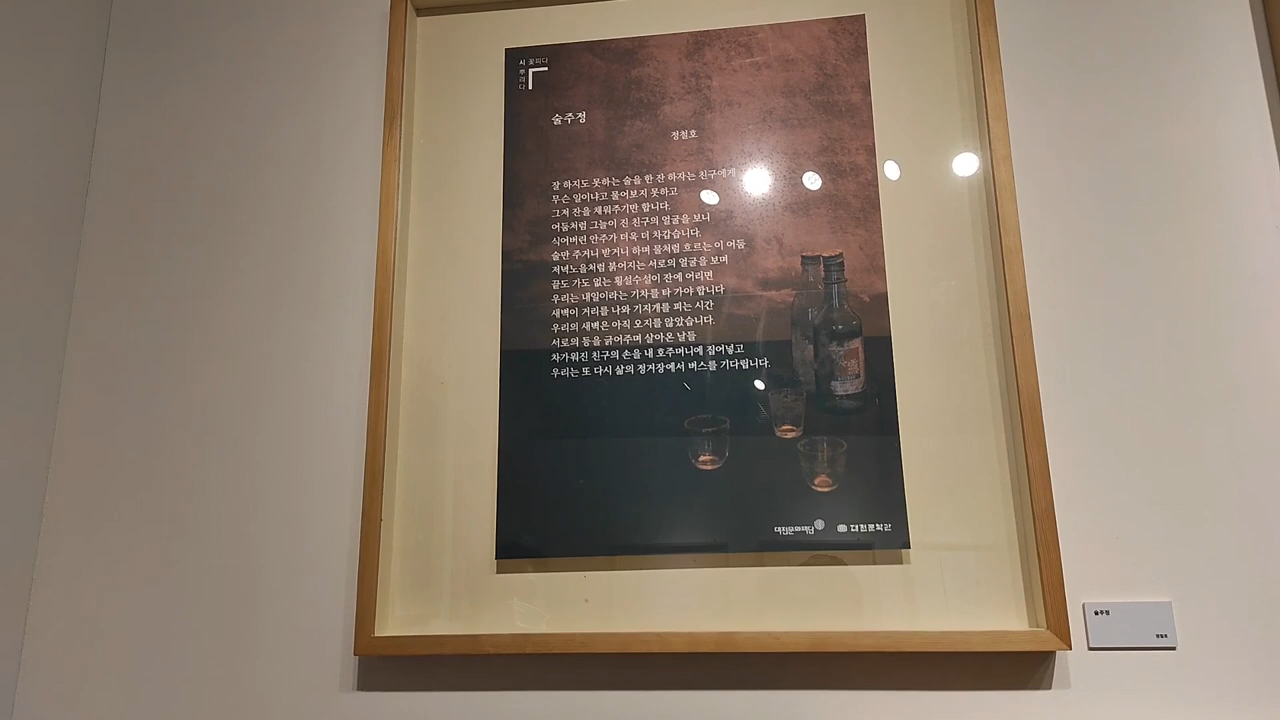 시 꽃피다
뿌리다
술주정
정철호
잘 하지도 못하는 술을 한 잔 하자는 친구에게
무슨 일이냐고 물어보지 못하고
그저 잔을 채워주기만 합니다.
어둠처럼 그늘이 진 친구의 얼굴을 보니
식어버린 안주가 더욱 더 차갑습니다.
술만 주거니 받거니 하며 물처럼 흐르는 이 어둠
저녁노을처럼 붉어지는 서로의 얼굴을 보며
끝도 가도 없는 횡설수설이 잔에 어리면
우리는 내일이라는 기차를 타 가야 합니다
새벽이 거리를 나와 기지개를 피는 시간
우리의 새벽은 아직 오지를 않았습니다.
서로의 등을 긁어주며 살아온 날들
차가워진 친구의 손을 내 호주머니에 집어넣고
우리는 또 다시 삶의 정거장에서 버스를 기다립니다.
대전문화재단 대전문학관
술주정
정철호